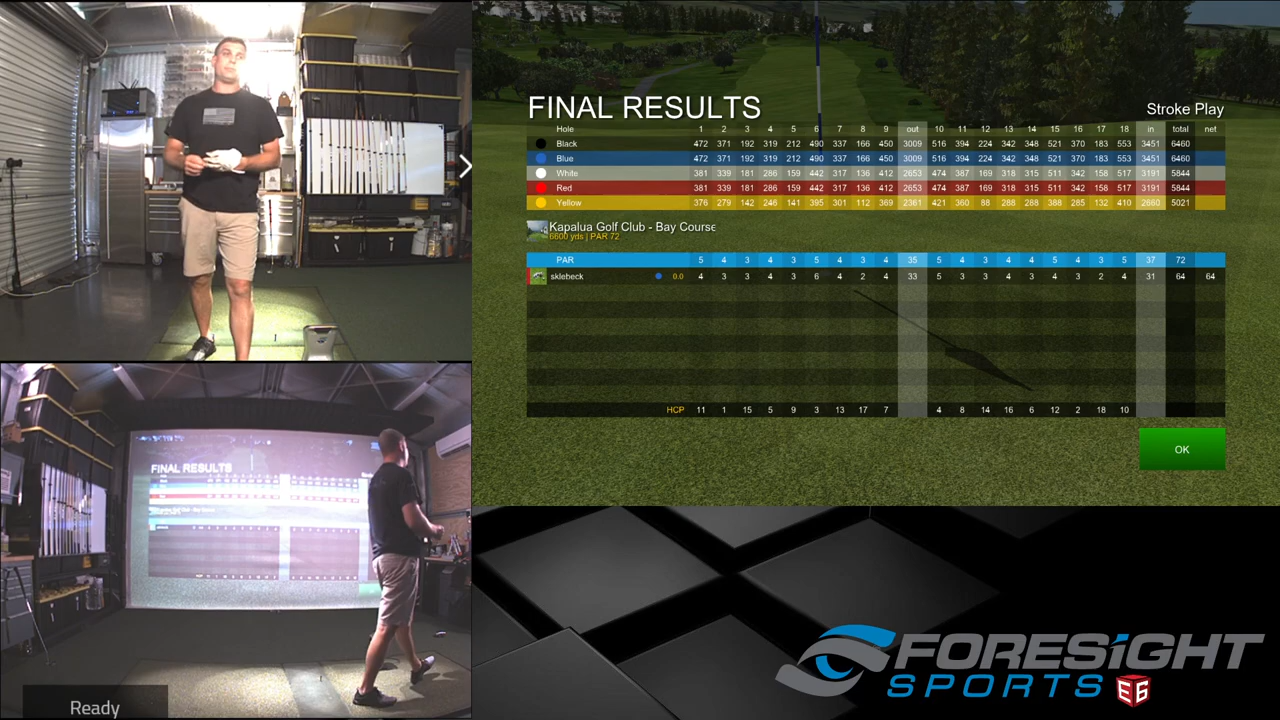 FINAL RESULTS
Stroke Play
Hole 1 2 3 4 5 6 7 8 9 out 10 11 12 13 14 15 16 17 18 in total net
Black 472 371 192 319 212 490 337 166 450 3009 516 394 224 342 348 521 370 183 553 3451 6460
Blue 472 371 192 319 212 490 337 166 450 3009 516 394 224 342 348 521 370 183 553 3451 6460
White 381 339 181 286 159 442 317 136 412 2653 474 387 169 318 315 511 342 158 517 3191 5844
Red 381 339 181 286 159 442 317 136 412 2653 474 387 169 318 315 511 342 158 517 3191 5844
Yellow 376 279 142 246 141 395 301 112 369 2361 421 360 88 288 288 388 285 132 410 2660 5021
Kapalua Golf Club - Bay Course
6600 yds | PAR 72
PAR 5 4 3 4 3 5 4 3 4 35 5 4 3 4 4 5 4 3 5 37 72
sklebeck 0.0 4 3 3 4 3 6 4 2 4 33 5 3 3 4 3 4 3 2 4 31 64 64
HCP 11 1 15 5 9 3 13 17 7 4 8 14 16 6 12 2 18 10
OK
FINAL RESULTS
Ready
FORESIGHT
SPORTS E6